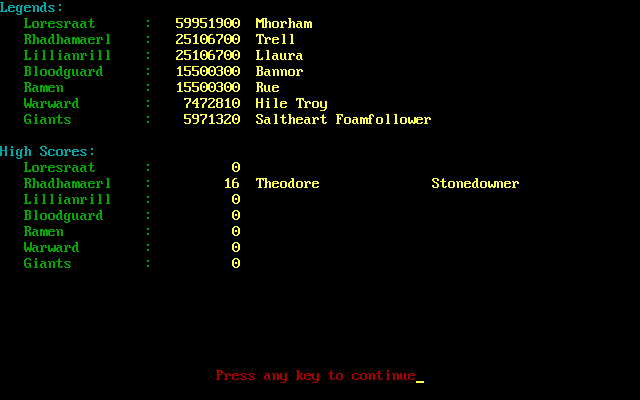 Legends:
Loresraat : 59951900 Mhorham
Rhadhamaerl : 25106700 Trell
Lillianrill : 25106700 Llaura
Bloodguard : 15500300 Bannor
Ramen : 15500300 Rue
Warward : 7472810 Hile Troy
Giants : 5971320 Saltheart Foamfollower
High Scores:
Loresraat : 0
Rhadhamaerl : 16 Theodore Stonedowner
Lillianrill : 0
Bloodguard : 0
Ramen : 0
Warward : 0
Giants : 0
Press any key to continue_